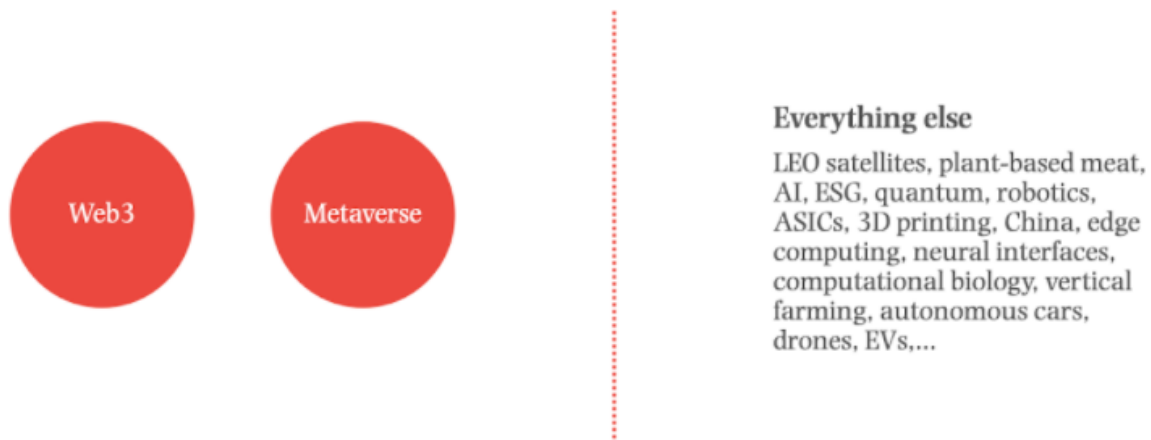 Web3
Metaverse
Everything else
LEO satellites, plant-based meat,
AI, ESG, quantum, robotics,
ASICs, 3D printing, China, edge
computing, neural interfaces,
computational biology, vertical
farming, autonomous cars,
drones, EVs,...